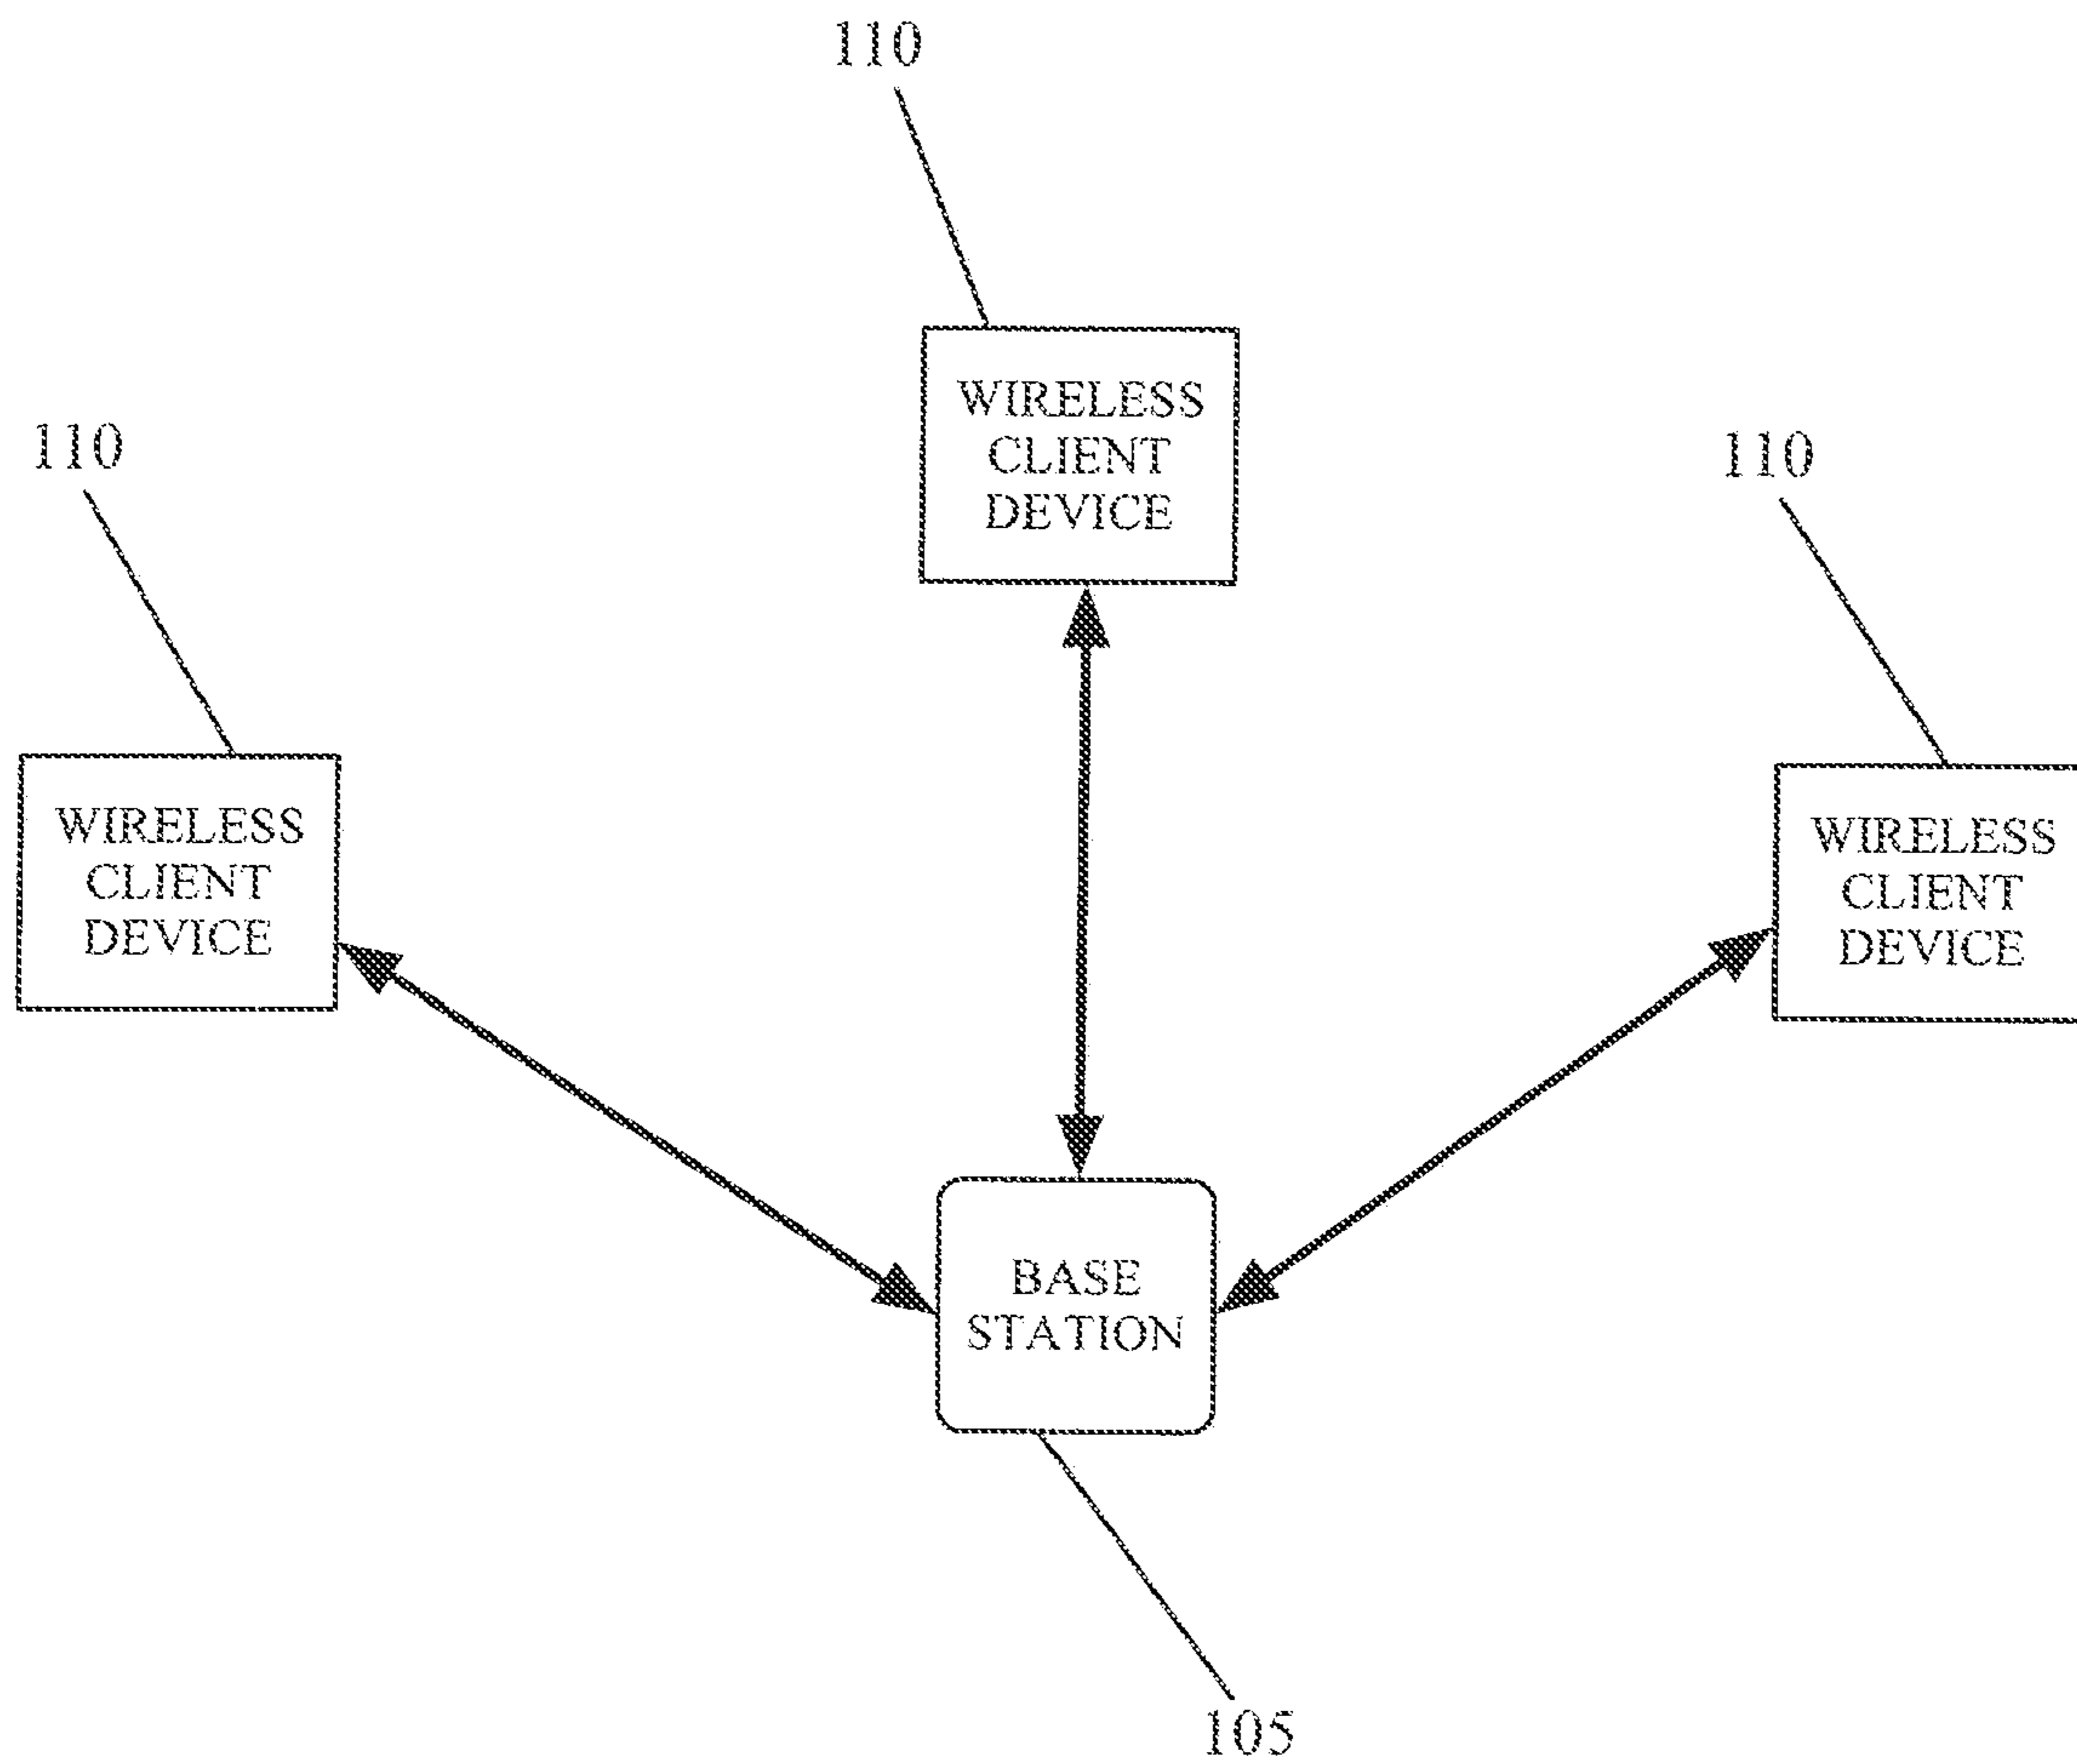 110
WIRELESS
CLIENT
DEVICE
110
WIRELESS
CLIENT
DEVICE
110
WIRELESS
CLIENT
DEVICE
BASE
STATION
105